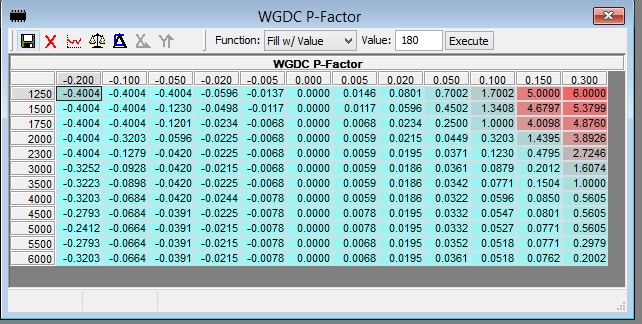 WGDC P-Factor
Function: Fill w/ Value Value: 180 Execute
WGDC P-Factor
-0.200 -0.100 -0.050 -0.020 -0.005 0.000 0.005 0.020 0.050 0.100 0.150 0.300
1250 -0.4004 -0.4004 -0.4004 -0.0596 -0.0137 0.0000 0.0146 0.0801 0.7002 1.7002 5.0000 6.0000
1500 -0.4004 -0.4004 -0.1230 -0.0498 -0.0117 0.0000 0.0117 0.0596 0.4502 1.3408 4.6797 5.3799
1750 -0.4004 -0.4004 -0.1201 -0.0234 -0.0068 0.0000 0.0068 0.0234 0.2500 1.0000 4.0098 4.8760
2000 -0.4004 -0.3203 -0.0596 -0.0225 -0.0068 0.0000 0.0059 0.0215 0.0449 0.3203 1.4395 3.8926
2300 -0.4004 -0.1279 -0.0420 -0.0225 -0.0068 0.0000 0.0059 0.0195 0.0371 0.1230 0.4795 2.7246
3000 -0.3252 -0.0928 -0.0420 -0.0215 -0.0068 0.0000 0.0059 0.0186 0.0361 0.0879 0.2012 1.6074
3500 -0.3223 -0.0898 -0.0420 -0.0225 -0.0068 0.0000 0.0059 0.0186 0.0342 0.0771 0.1504 1.0000
4000 -0.3203 -0.0684 -0.0420 -0.0244 -0.0078 0.0000 0.0059 0.0186 0.0322 0.0596 0.0850 0.5605
4500 -0.2793 -0.0684 -0.0391 -0.0225 -0.0078 0.0000 0.0078 0.0195 0.0332 0.0547 0.0801 0.5605
5000 -0.2412 -0.0664 -0.0391 -0.0215 -0.0078 0.0000 0.0078 0.0195 0.0332 0.0527 0.0771 0.5605
5500 -0.2793 -0.0664 -0.0391 -0.0215 -0.0078 0.0000 0.0068 0.0195 0.0352 0.0518 0.0771 0.2979
6000 -0.3203 -0.0664 -0.0391 -0.0215 -0.0078 0.0000 0.0068 0.0195 0.0361 0.0518 0.0762 0.2002